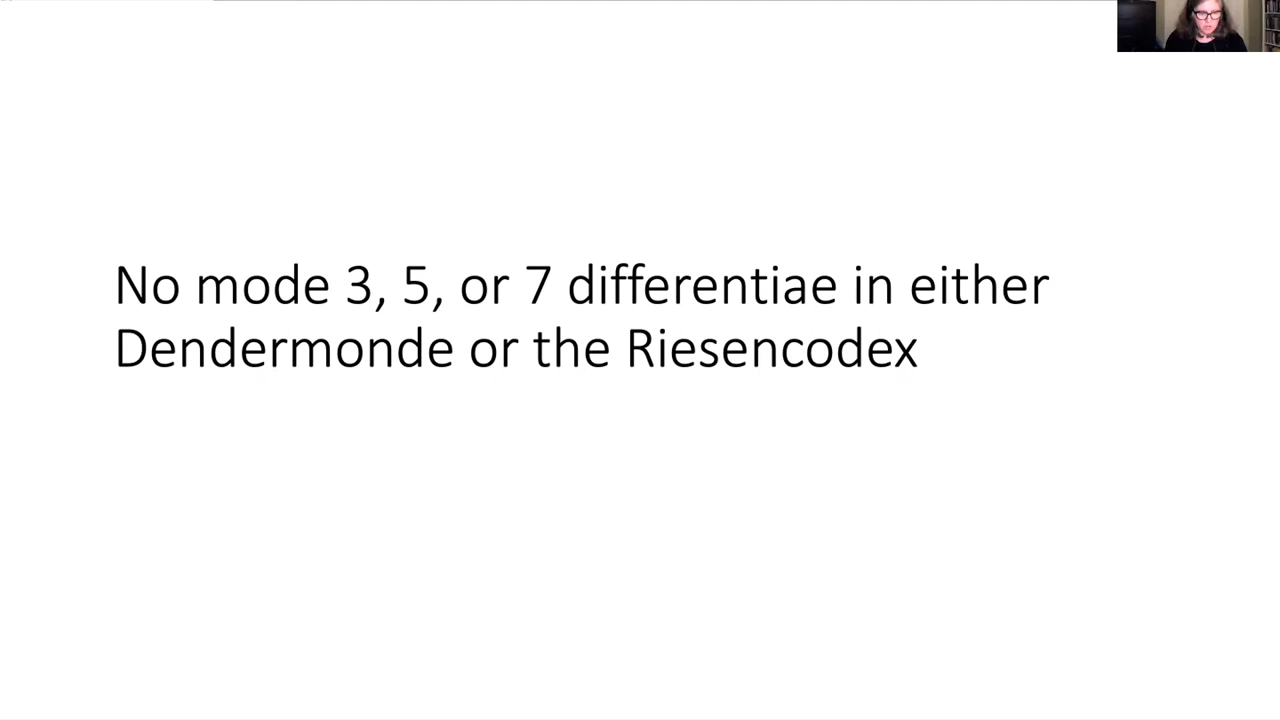 No mode 3, 5, or 7 differentiae in either
Dendermonde or the Riesencodex